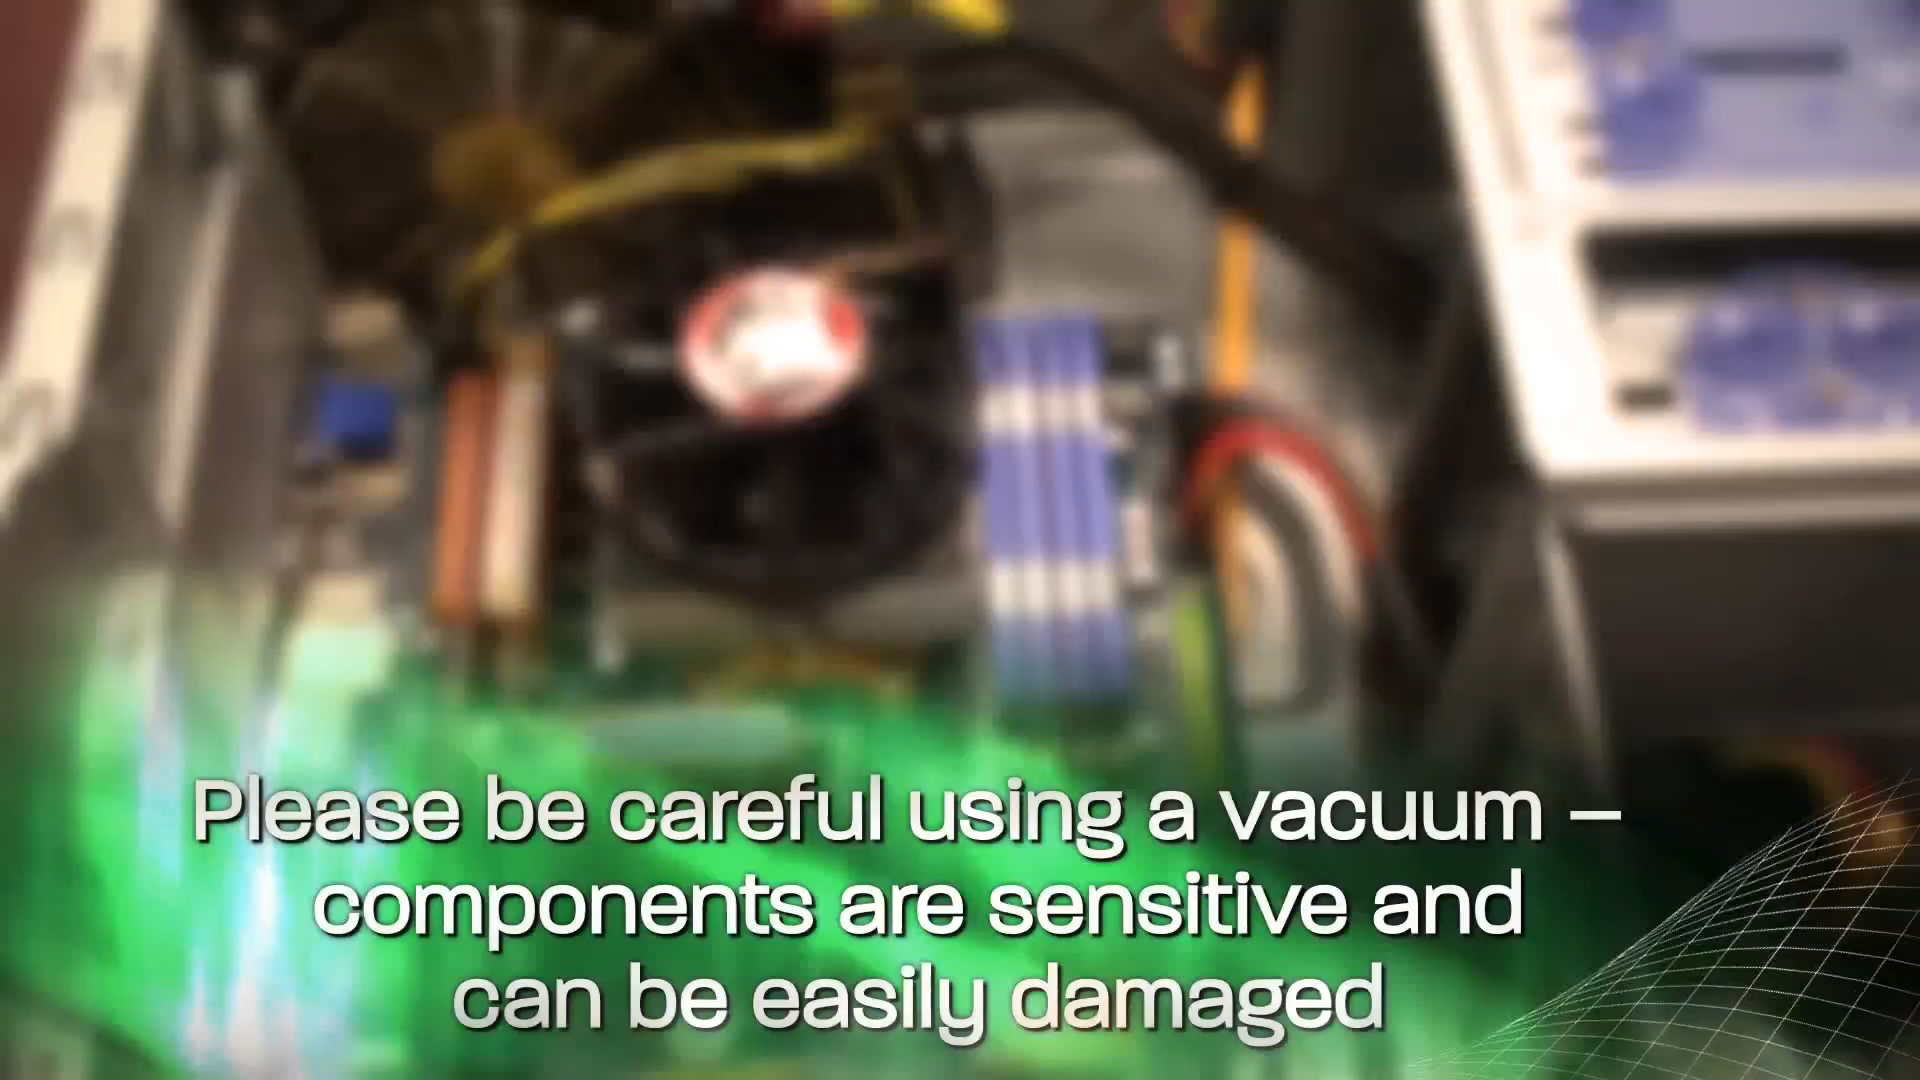 Please be careful using a vacuum –
components are sensitive and
can be easily damaged